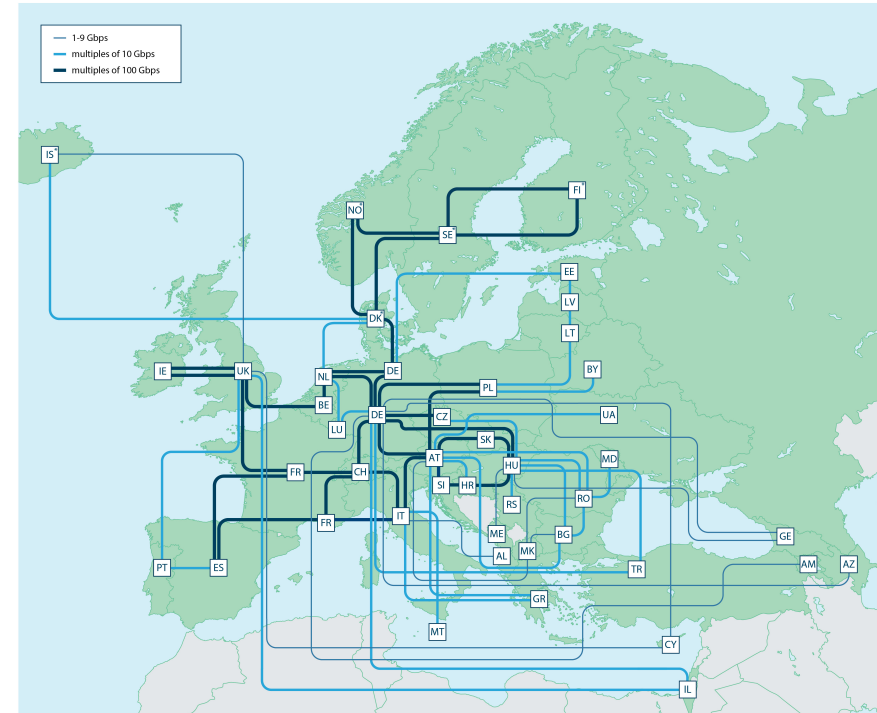 1-9 Gbps
multiples of 10 Gbps
multiples of 100 Gbps
IS*
FI*
NO*
SE*
EE
LV
DK*
LT
IE
UK
NL
DE
BY
PL
BE
DE
CZ
UA
LU
SK
AT
HU
MD
FR
CH
SI
HR
RO
RS
IT
FR
ME
BG
GE
AL
MK
PT
ES
TR
AM
AZ
GR
MT
CY
IL